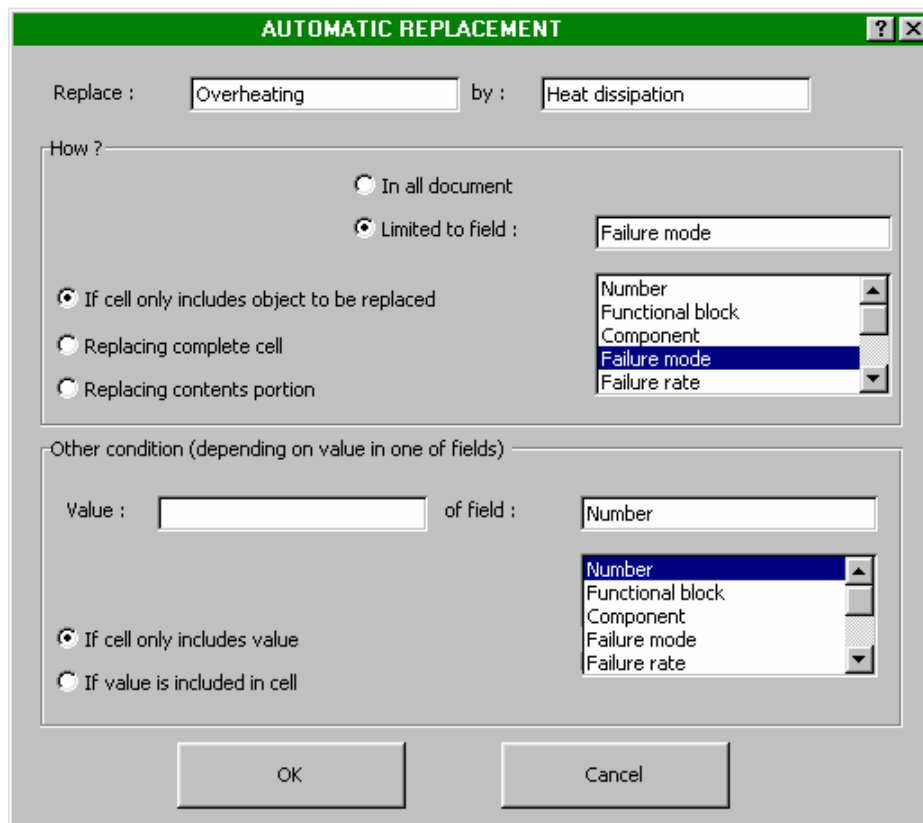 AUTOMATIC REPLACEMENT ? X
Replace : Overheating by : Heat dissipation
How ?
In all document
Limited to field : Failure mode
If cell only includes object to be replaced
Replacing complete cell
Replacing contents portion
Number
Functional block
Component
Failure mode
Failure rate
Other condition (depending on value in one of fields)
Value : of field : Number
Number
Functional block
Component
Failure mode
Failure rate
If cell only includes value
If value is included in cell
OK Cancel